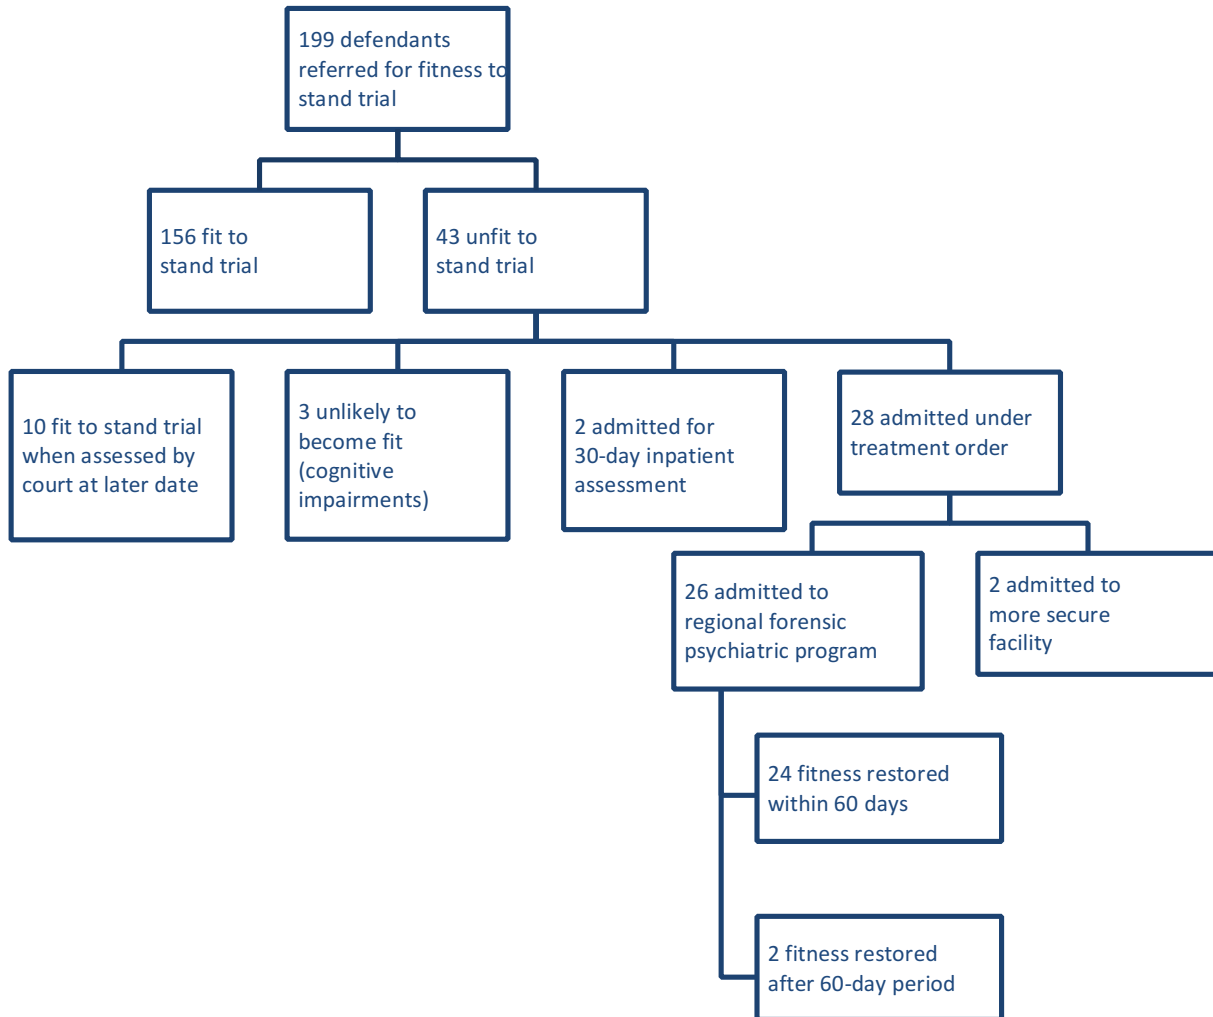 199 defendants
referred for fitness to
stand trial
156 fit to
stand trial
43 unfit to
stand trial
10 fit to stand trial
when assessed by
court at later date
3 unlikely to
become fit
(cognitive
impairments)
2 admitted for
30-day inpatient
assessment
28 admitted under
treatment order
26 admitted to
regional forensic
psychiatric program
2 admitted to
more secure
facility
24 fitness restored
within 60 days
2 fitness restored
after 60-day period